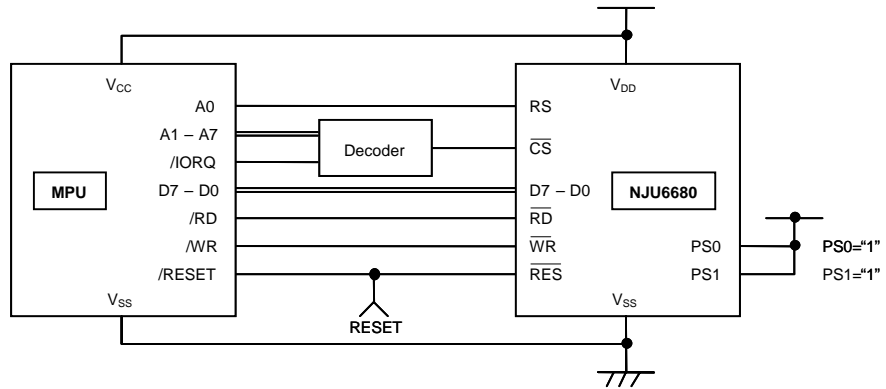 VCC
VDD
A0
RS
A1 – A7
Decoder
CS
/IORQ
MPU
D7 – D0
D7 – D0
NJU6680
/RD
RD
/WR
WR
PS0
PS0=“1”
/RESET
RES
PS1
PS1=“1”
VSS
VSS
RESET